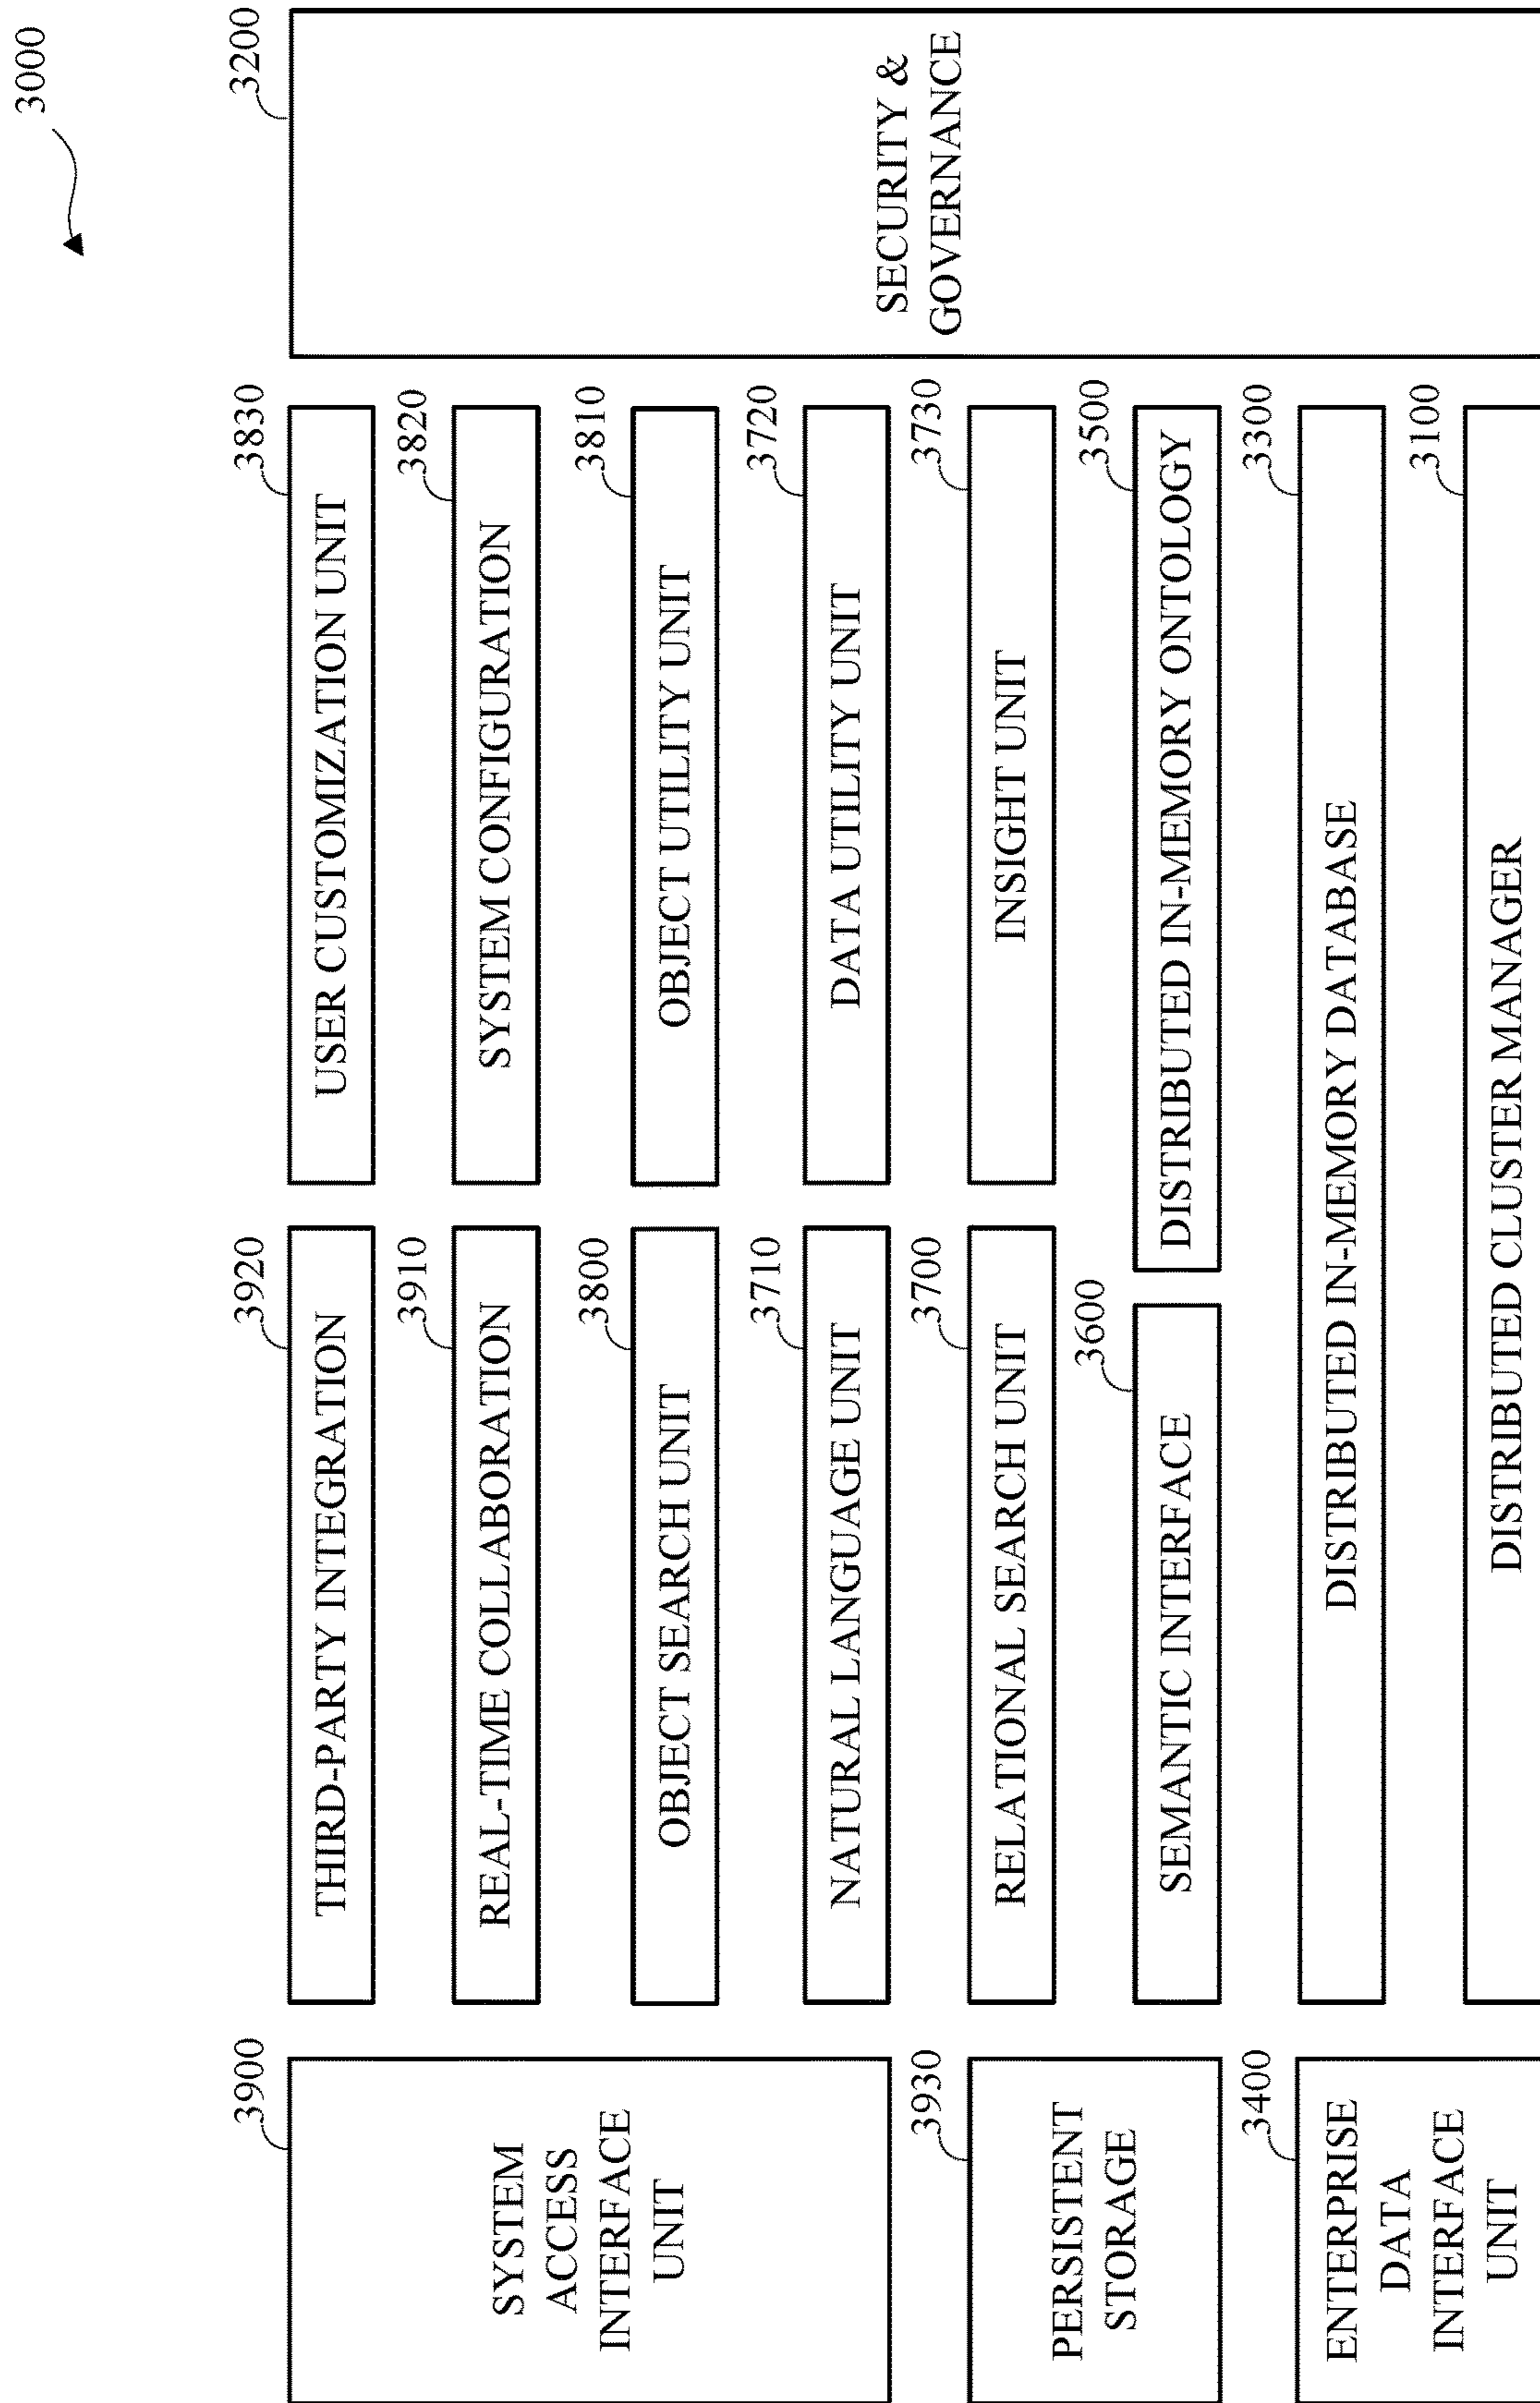 3000
3900
SYSTEM
ACCESS
INTERFACE
UNIT
3920
THIRD-PARTY INTEGRATION
3830
USER CUSTOMIZATION UNIT
3200
SECURITY &
GOVERNANCE
3910
REAL-TIME COLLABORATION
3820
SYSTEM CONFIGURATION
3800
OBJECT SEARCH UNIT
3810
OBJECT UTILITY UNIT
3710
NATURAL LANGUAGE UNIT
3720
DATA UTILITY UNIT
3930
PERSISTENT
STORAGE
3700
RELATIONAL SEARCH UNIT
3730
INSIGHT UNIT
3600
SEMANTIC INTERFACE
3500
DISTRIBUTED IN-MEMORY ONTOLOGY
3400
ENTERPRISE
DATA
INTERFACE
UNIT
3300
DISTRIBUTED IN-MEMORY DATABASE
3100
DISTRIBUTED CLUSTER MANAGER